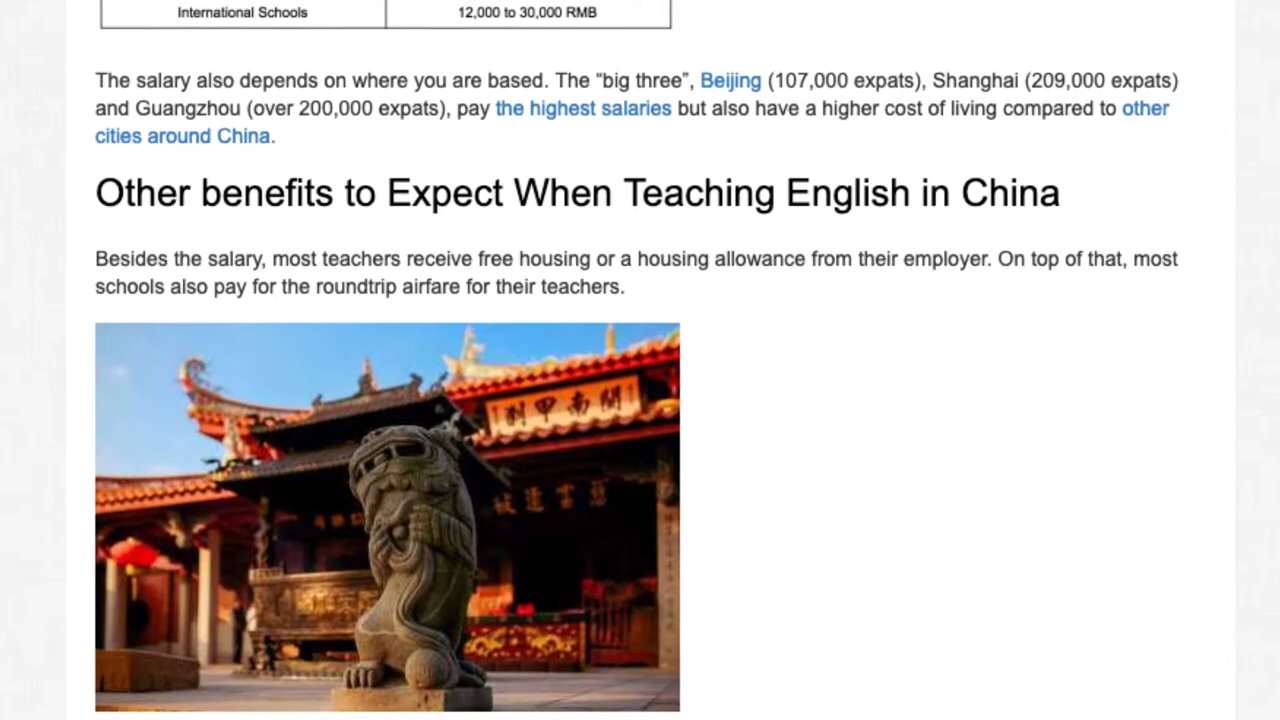 International Schools 12,000 to 30,000 RMB
The salary also depends on where you are based. The “big three”, Beijing (107,000 expats), Shanghai (209,000 expats)
and Guangzhou (over 200,000 expats), pay the highest salaries but also have a higher cost of living compared to other
cities around China.
Other benefits to Expect When Teaching English in China
Besides the salary, most teachers receive free housing or a housing allowance from their employer. On top of that, most
schools also pay for the roundtrip airfare for their teachers.